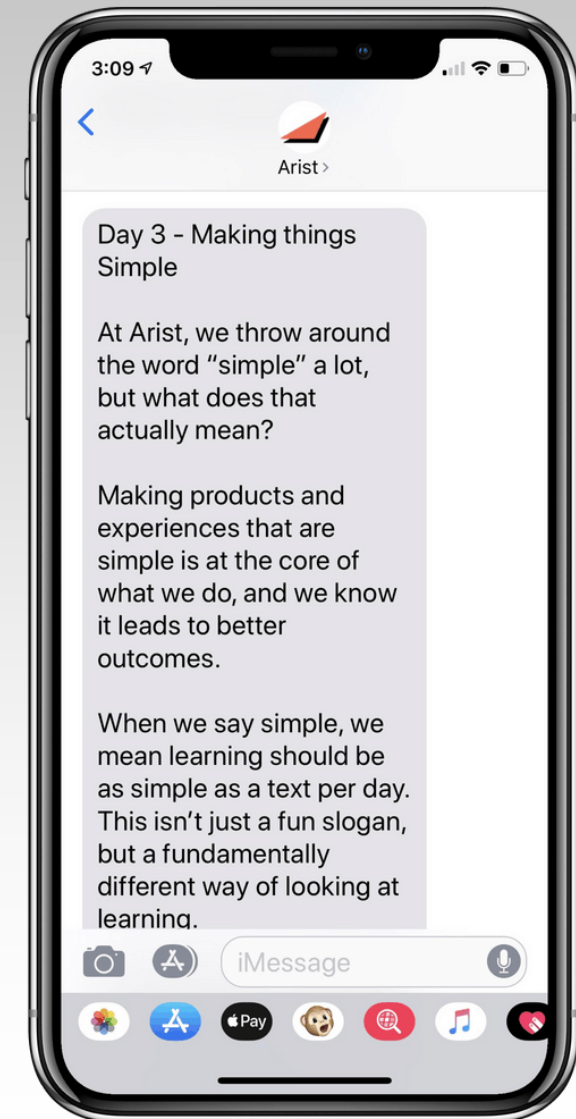 3:09
Arist
Day 3 - Making things
Simple
At Arist, we throw around
the word “simple” a lot,
but what does that
actually mean?
Making products and
experiences that are
simple is at the core of
what we do, and we know
it leads to better
outcomes.
When we say simple, we
mean learning should be
as simple as a text per day.
This isn’t just a fun slogan,
but a fundamentally
different way of looking at
learning.
iMessage
Pay